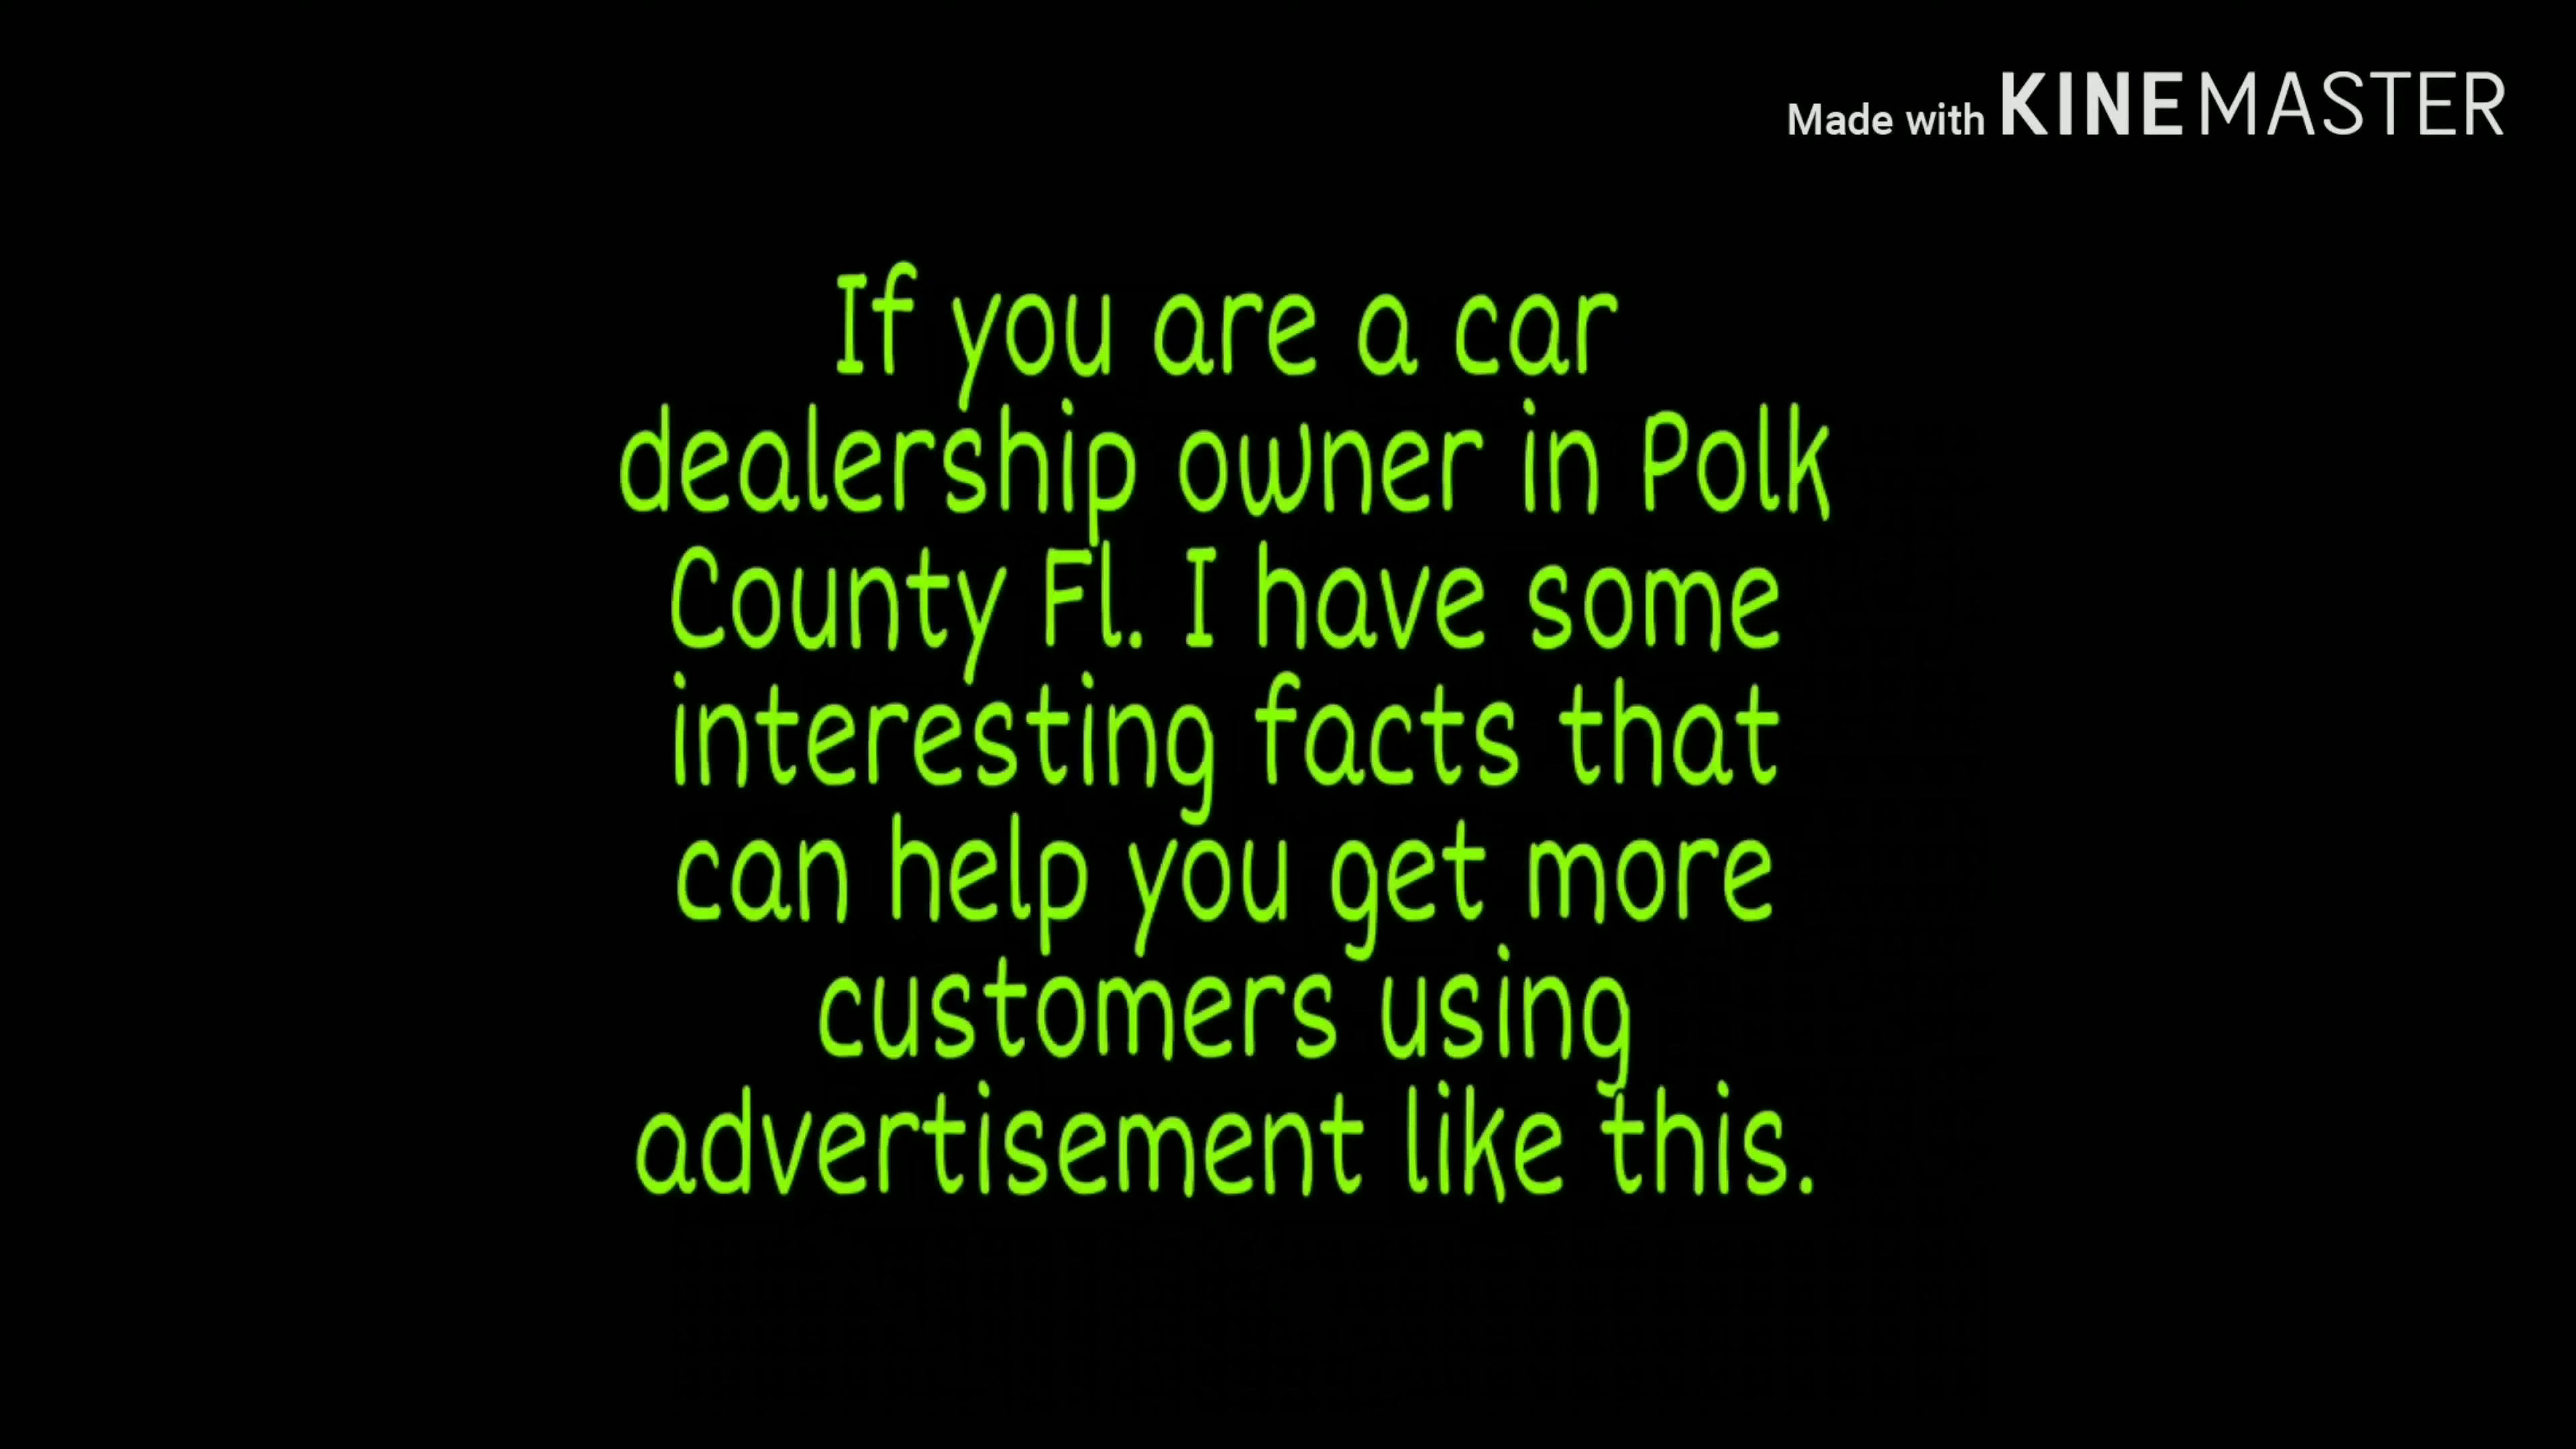 Made with KINEMASTER
If you are a car
dealership owner in Polk
County Fl. I have some
interesting facts that
can help you get more
customers using
advertisement like this.